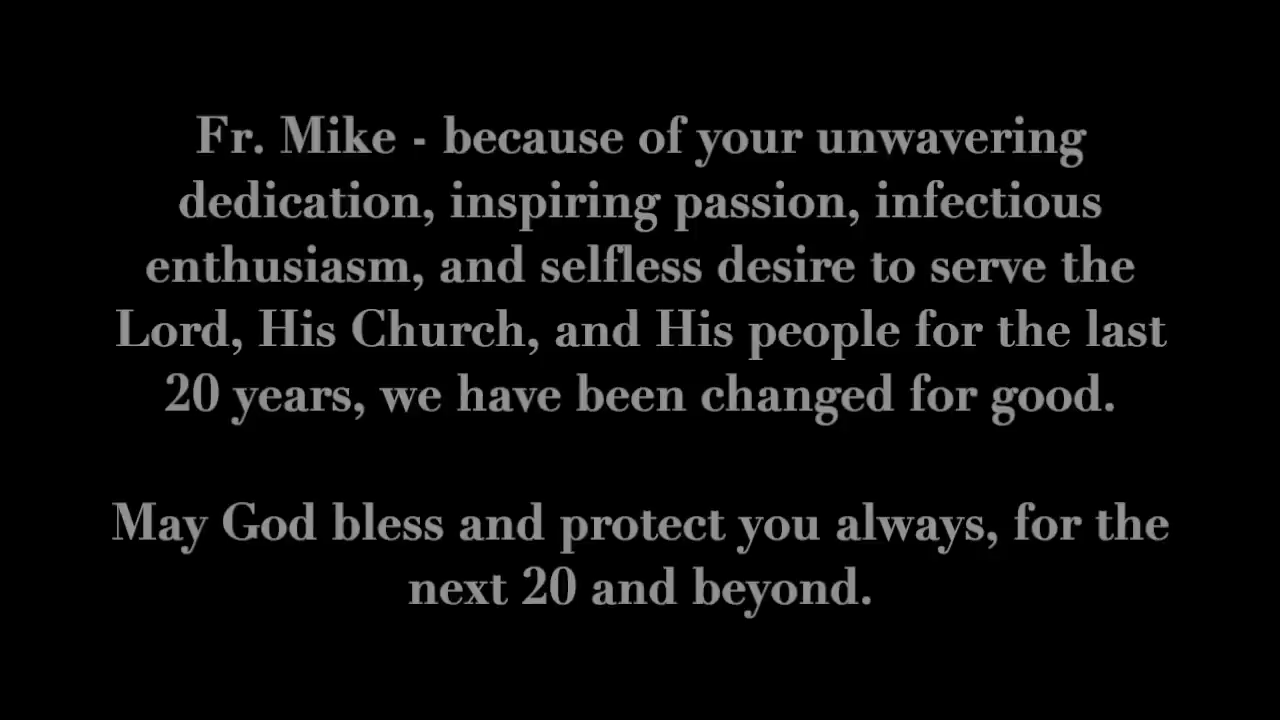 Fr. Mike - because of your unwavering
dedication, inspiring passion, infectious
enthusiasm, and selfless desire to serve the
Lord, His Church, and His people for the last
20 years, we have been changed for good.
May God bless and protect you always, for the
next 20 and beyond.